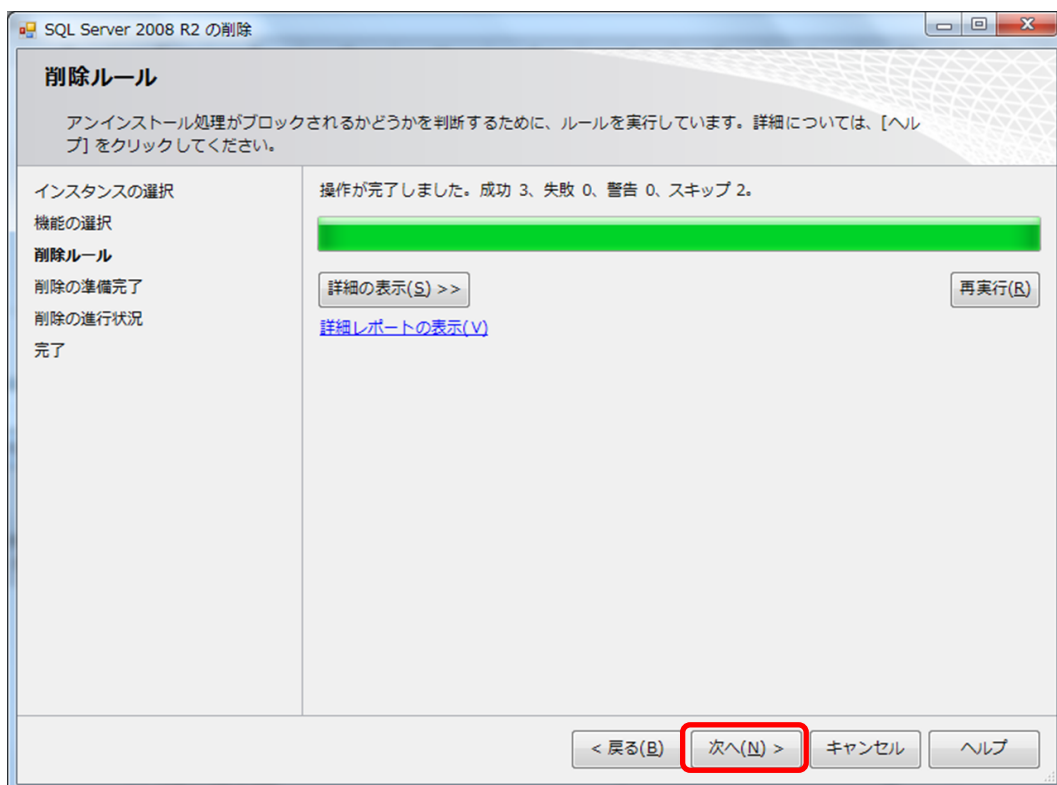 SQL Server 2008 R2 の削除
削除ルール
アンインストール処理がブロックされるかどうかを判断するために、ルールを実行しています。詳細については、[ヘル
プ] をクリックしてください。
インスタンスの選択
機能の選択
削除ルール
削除の準備完了
削除の進行状況
完了
操作が完了しました。成功 3、失敗 0、警告 0、スキップ 2。
詳細の表示(S) >>
再実行(R)
詳細レポートの表示(V)
< 戻る(B)
次へ(N) >
キャンセル
ヘルプ